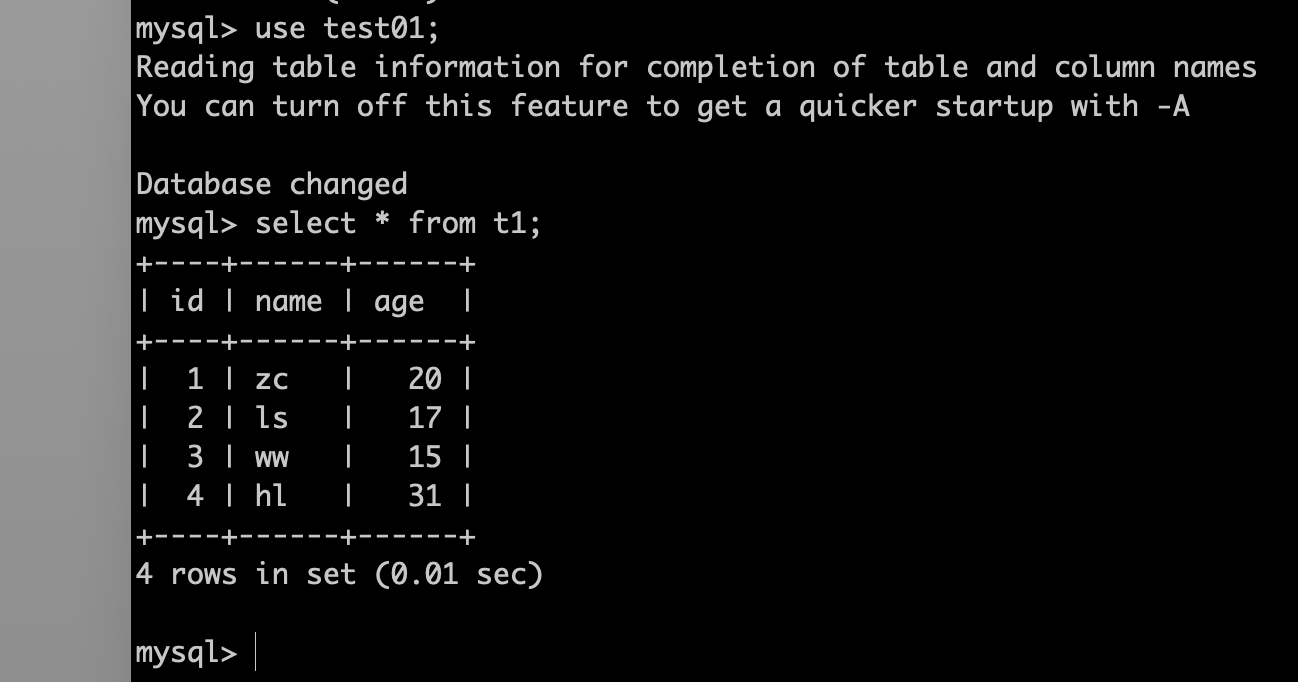 mysql> use test01;
Reading table information for completion of table and column names
You can turn off this feature to get a quicker startup with -A
Database changed
mysql> select * from t1;
+----+------+------+
| id | name | age  |
+----+------+------+
|  1 | zc   |   20 |
|  2 | ls   |   17 |
|  3 | ww   |   15 |
|  4 | hl   |   31 |
+----+------+------+
4 rows in set (0.01 sec)
mysql>